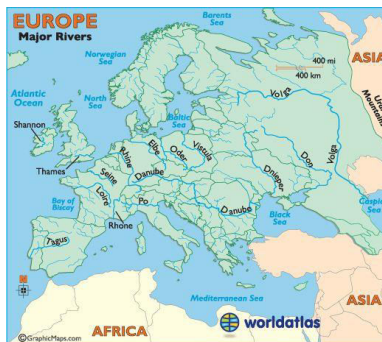 EUROPE
Major Rivers
Barents
Sea
Norwegian
Sea
400 mi
400 km
ASIA
Ural
Mountains
Atlantic
Ocean
North
Sea
Baltic
Sea
Volga
Shannon
Thames
Rhine
Elbe
Oder
Vistula
Don
Volga
Seine
Danube
Dnieper
Loire
Bay of
Biscay
Po
Rhone
Danube
Black
Sea
Caspian
Sea
Tagus
N
Mediterranean Sea
ASIA
AFRICA
worldatlas
©GraphicMaps.com